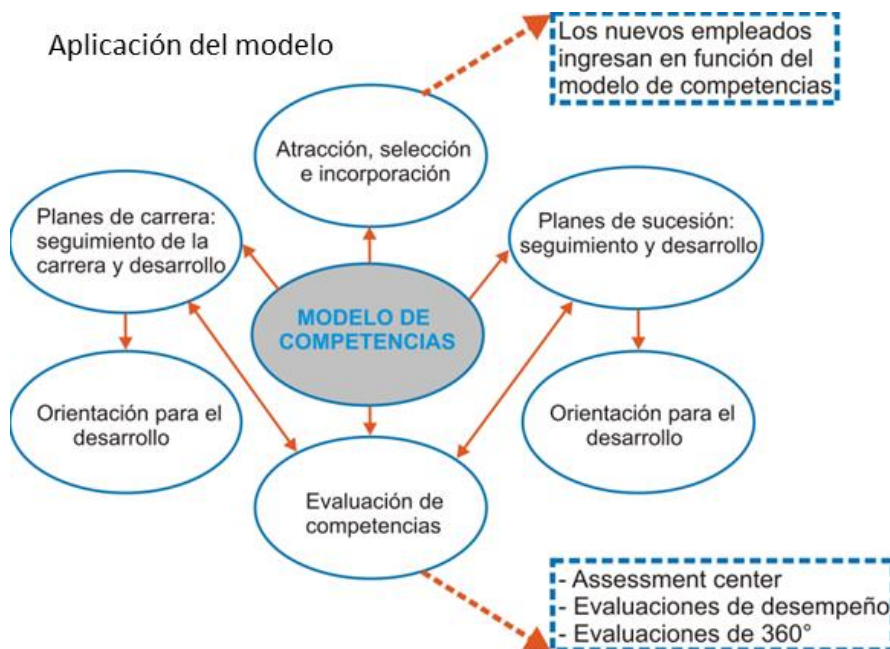 Aplicación del modelo
Los nuevos empleados
ingresan en función del
modelo de competencias
Atracción, selección
e incorporación
Planes de carrera:
seguimiento de la
carrera y desarrollo
Planes de sucesión:
seguimiento y desarrollo
MODELO DE
COMPETENCIAS
Orientación para el
desarrollo
Orientación para el
desarrollo
Evaluación de
competencias
- Assessment center
- Evaluaciones de desempeño
- Evaluaciones de 360°